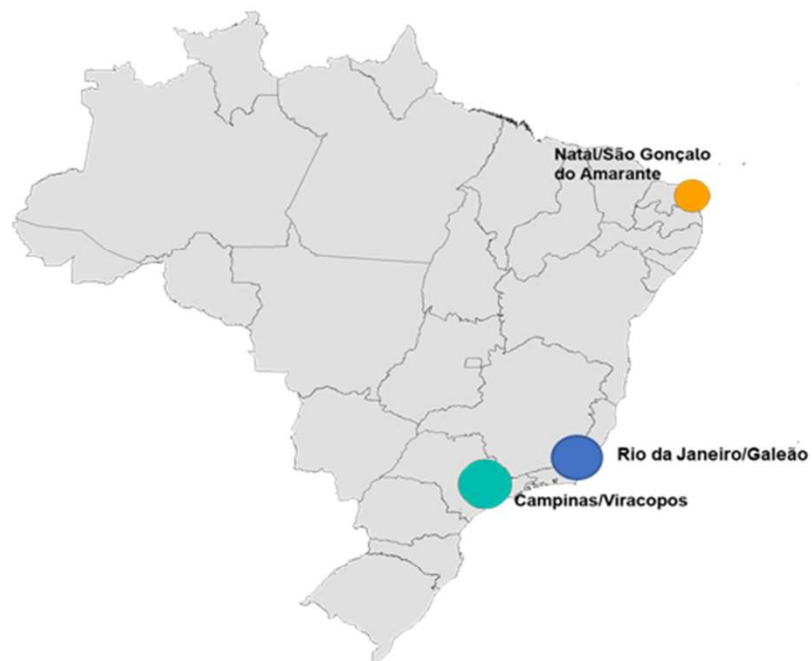 Natal/São Gonçalo
do Amarante
Rio da Janeiro/Galeão
Campinas/Viracopos